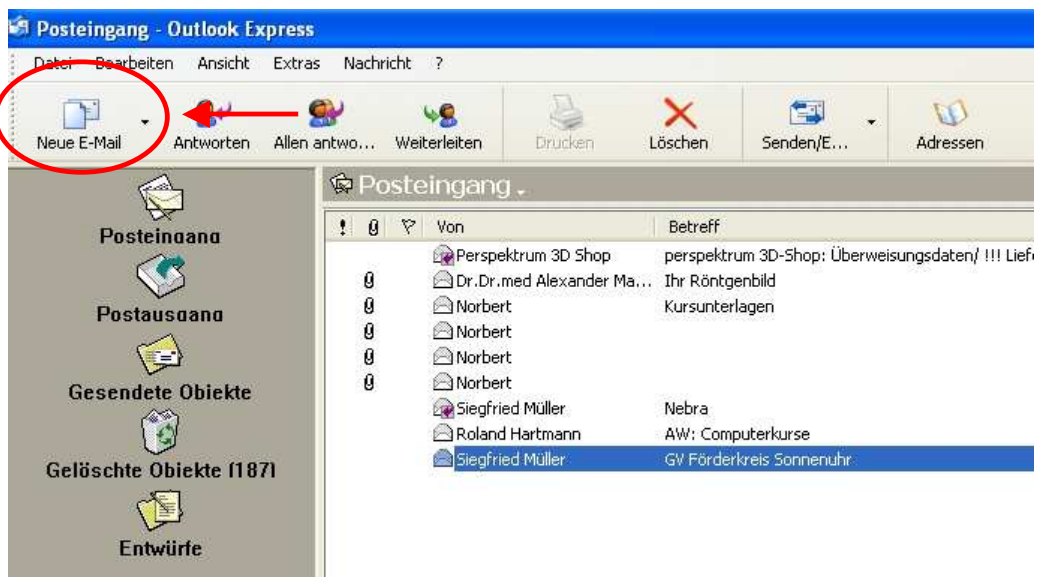 Posteingang - Outlook Express
Datei Bearbeiten Ansicht Extras Nachricht ?
Neue E-Mail Antworten Allen antwo... Weiterleiten Drucken Löschen Senden/E... Adressen
Posteingang
Postausgang
Gesendete Objekte
Gelöschte Objekte (187)
Entwürfe
Posteingang
! Von Betreff
Perspektrum 3D Shop perspektrum 3D-Shop: Überweisungsdaten/ !!! Liefe
Dr.Dr.med Alexander Ma... Ihr Röntgenbild
Norbert Kursunterlagen
Norbert
Norbert
Norbert
Siegfried Müller Nebra
Roland Hartmann AW: Computerkurse
Siegfried Müller GV Förderkreis Sonnenuhr